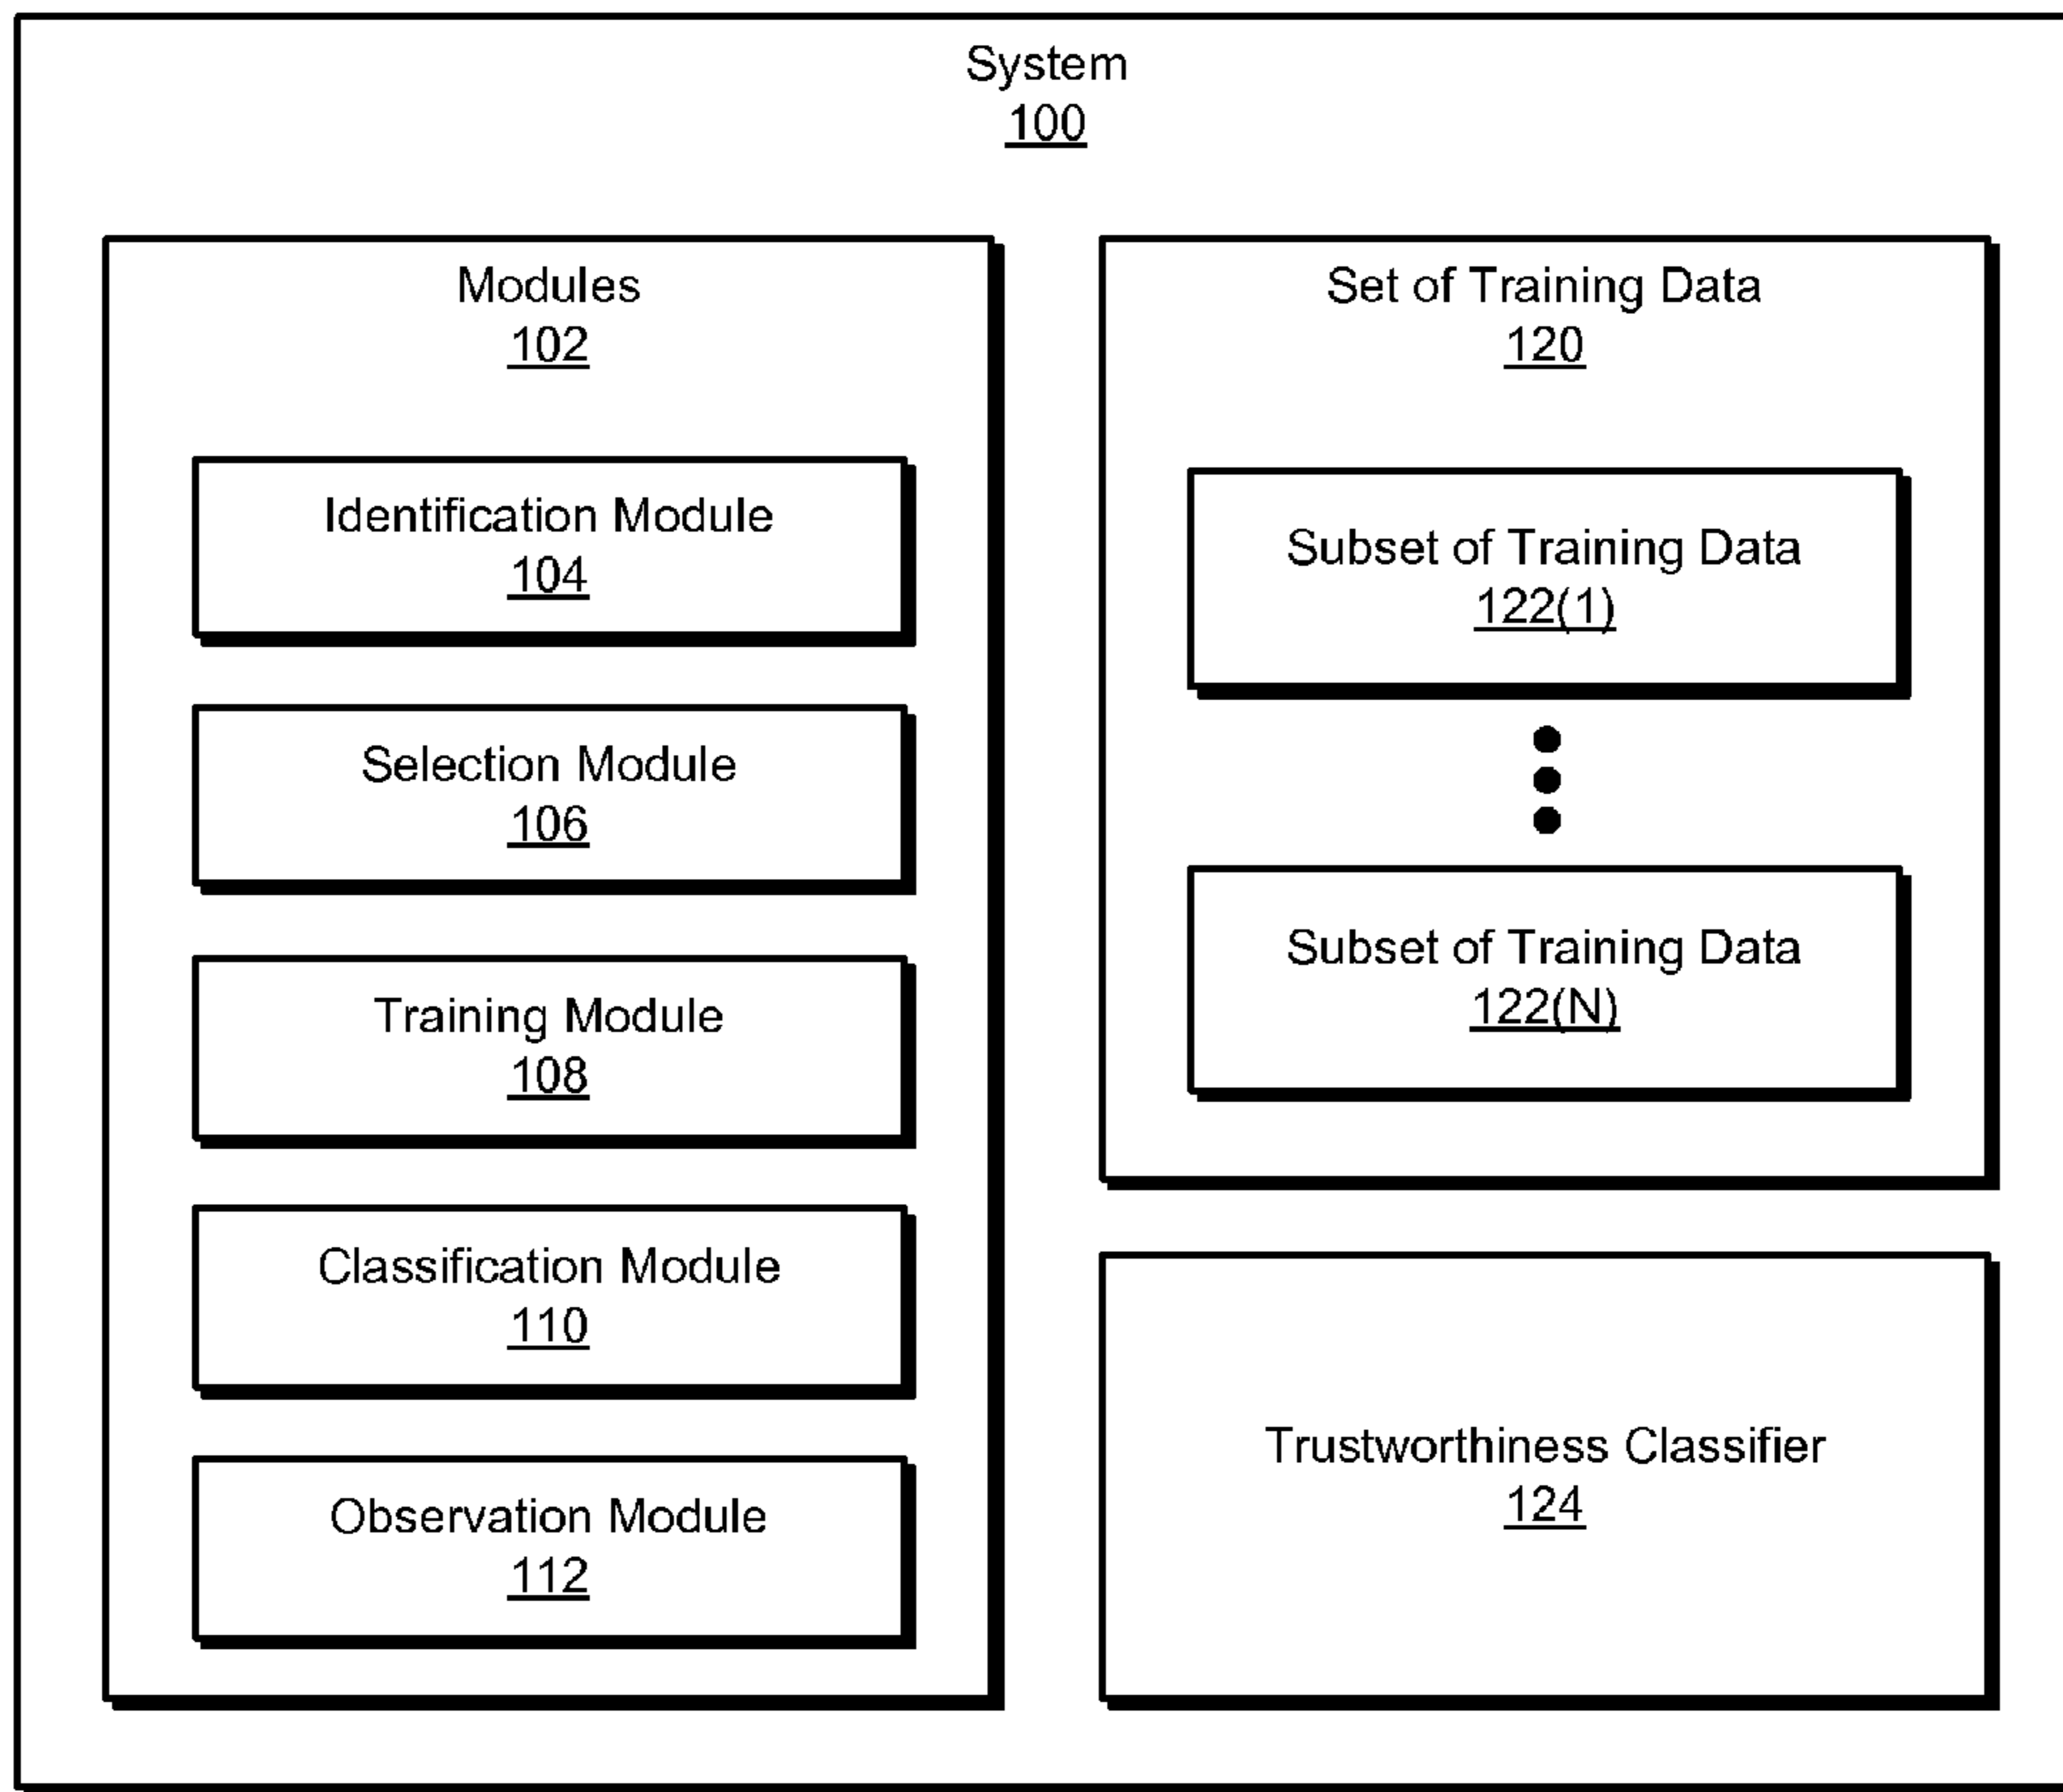 System
100
Modules
102
Identification Module
104
Selection Module
106
Training Module
108
Classification Module
110
Observation Module
112
Set of Training Data
120
Subset of Training Data
122(1)
Subset of Training Data
122(N)
Trustworthiness Classifier
124